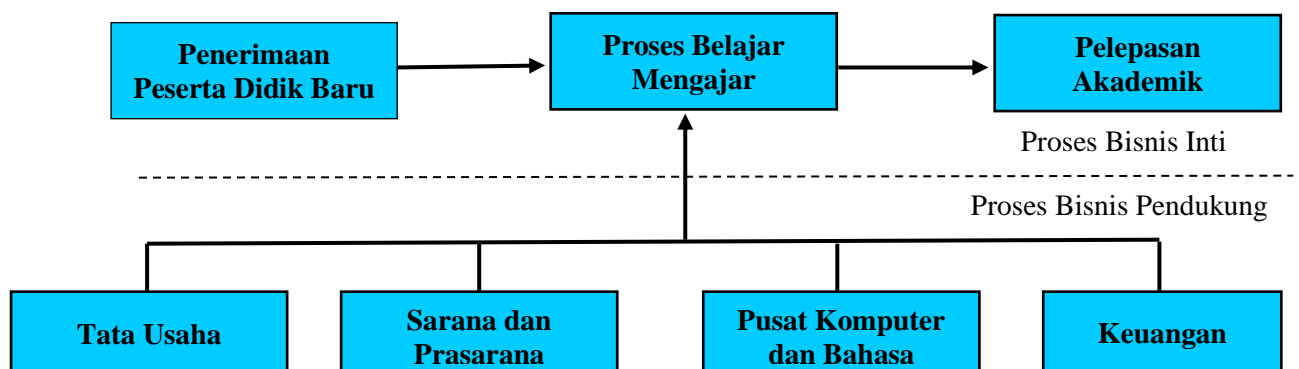 Penerimaan
Peserta Didik Baru
Proses Belajar
Mengajar
Pelepasan
Akademik
Proses Bisnis Inti
Proses Bisnis Pendukung
Tata Usaha
Sarana dan
Prasarana
Pusat Komputer
dan Bahasa
Keuangan